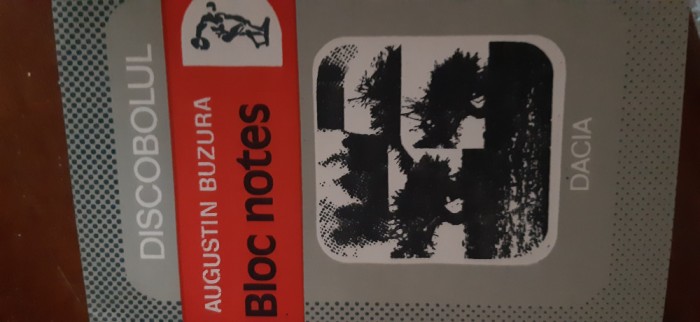 DISCOBOLUL
AUGUSTIN BUZURA
Bloc notes
DACIA